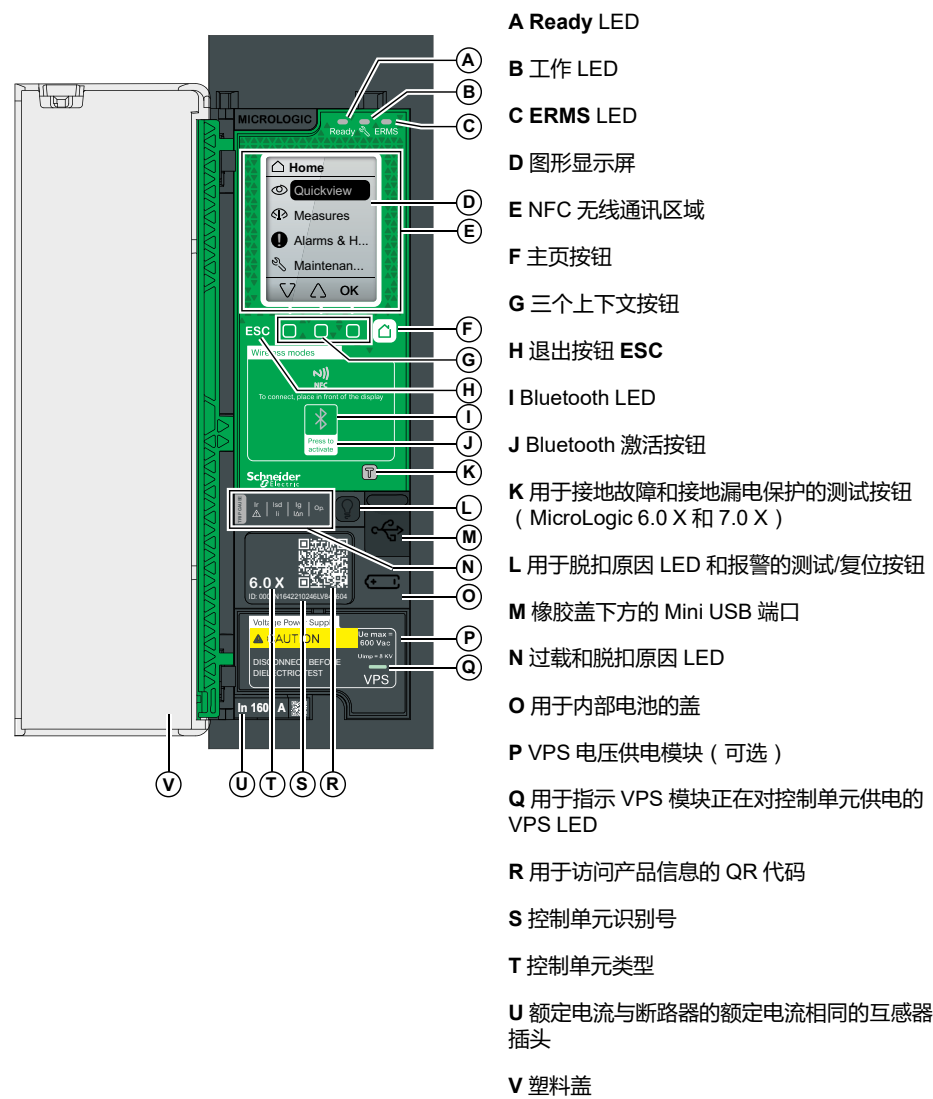 A Ready LED
B 工作 LED
C ERMS LED
D 图形显示屏
E NFC 无线通讯区域
F 主页按钮
G 三个上下文按钮
H 退出按钮 ESC
I Bluetooth LED
J Bluetooth 激活按钮
K 用于接地故障和接地漏电保护的测试按钮
（MicroLogic 6.0 X 和 7.0 X）
L 用于脱扣原因 LED 和报警的测试/复位按钮
M 橡胶盖下方的 Mini USB 端口
N 过载和脱扣原因 LED
O 用于内部电池的盖
P VPS 电压供电模块（可选）
Q 用于指示 VPS 模块正在对控制单元供电的
VPS LED
R 用于访问产品信息的 QR 代码
S 控制单元识别号
T 控制单元类型
U 额定电流与断路器的额定电流相同的互感器
插头
V 塑料盖
MICROLOGIC
Ready ERMS
Home
Quickview
Measures
Alarms & H...
Maintenan...
OK
ESC
Wireless modes
NFC
To connect, place in front of the display
Press to
activate
Schneider
Electric
T
Ir Isd Ig Op.
Ii IΔn
6.0 X
Voltage Power Supply
CAUTION
DISCONNECT BEFORE
DIELECTRIC TEST
Ue max =
600 Vac
Uimp = 8 KV
VPS
In 160 A
A
B
C
D
E
F
G
H
I
J
K
L
M
N
O
P
Q
V
U
T
S
R